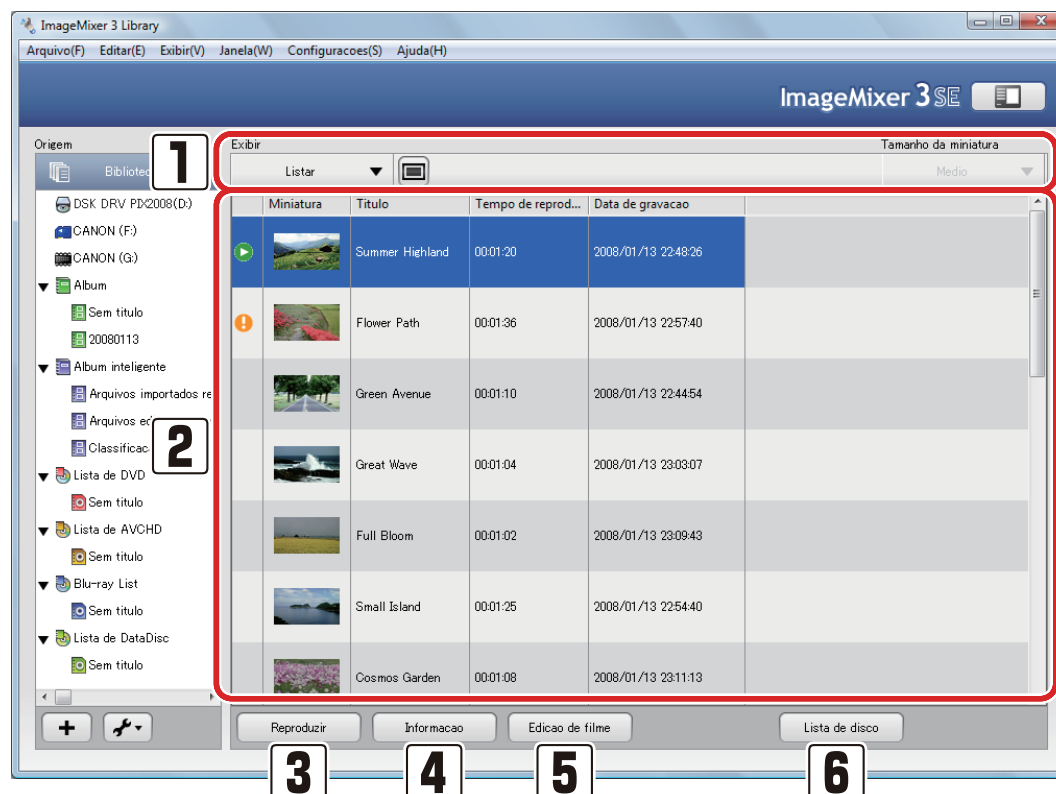 ImageMixer 3 Library
Arquivo(F) Editar(E) Exibir(V) Janela(W) Configuracoes(S) Ajuda(H)
ImageMixer 3 SE
Origem
1
Exibir
Tamanho da miniatura
Listar
Medio
DSK DRV PIX2008(D:)
CANON (F:)
CANON (G:)
Album
Sem titulo
20080113
Album inteligente
Arquivos importados re
Arquivos
2
Lista de DVD
Sem titulo
Lista de AVCHD
Sem titulo
Blu-ray List
Sem titulo
Lista de DataDisc
Sem titulo
Miniatura Titulo Tempo de reprod... Data de gravacao
Summer Highland 00:01:20 2008/01/13 22:48:26
Flower Path 00:01:36 2008/01/13 22:57:40
Green Avenue 00:01:10 2008/01/13 22:44:54
Great Wave 00:01:04 2008/01/13 23:03:07
Full Bloom 00:01:02 2008/01/13 23:09:43
Small Island 00:01:25 2008/01/13 22:54:40
Cosmos Garden 00:01:08 2008/01/13 23:11:13
Reproduzir Informacao Edicao de filme Lista de disco
3 4 5 6